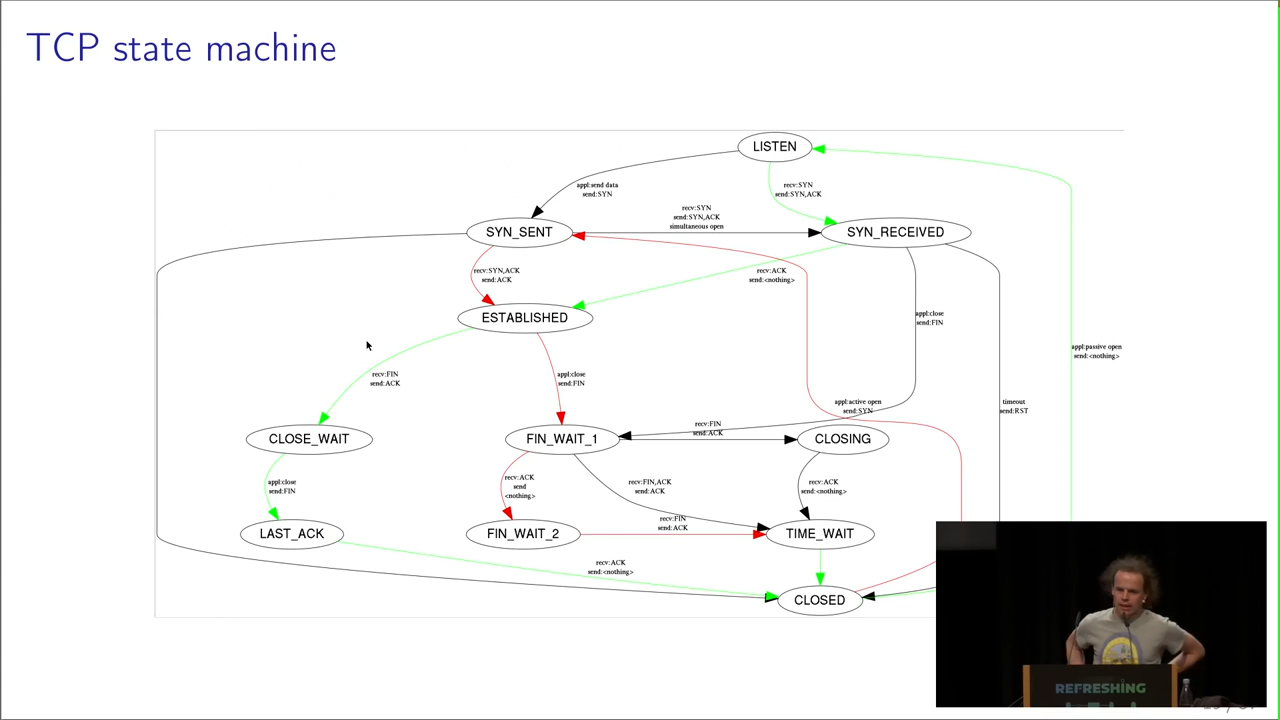 TCP state machine
LISTEN
appl:send data
send:SYN
recv:SYN
send:SYN,ACK
recv:SYN
send:SYN,ACK
simultaneous open
SYN_SENT
SYN_RECEIVED
recv:SYN,ACK
send:ACK
recv:ACK
send:<nothing>
ESTABLISHED
appl:close
send:FIN
appl:passive open
send:<nothing>
recv:FIN
send:ACK
appl:close
send:FIN
appl:active open
send:SYN
timeout
send:RST
recv:FIN
send:ACK
CLOSE_WAIT
FIN_WAIT_1
CLOSING
appl:close
send:FIN
recv:ACK
send
<nothing>
recv:FIN,ACK
send:ACK
recv:ACK
send:<nothing>
recv:FIN
send:ACK
LAST_ACK
FIN_WAIT_2
TIME_WAIT
recv:ACK
send:<nothing>
CLOSED
REFRESHING